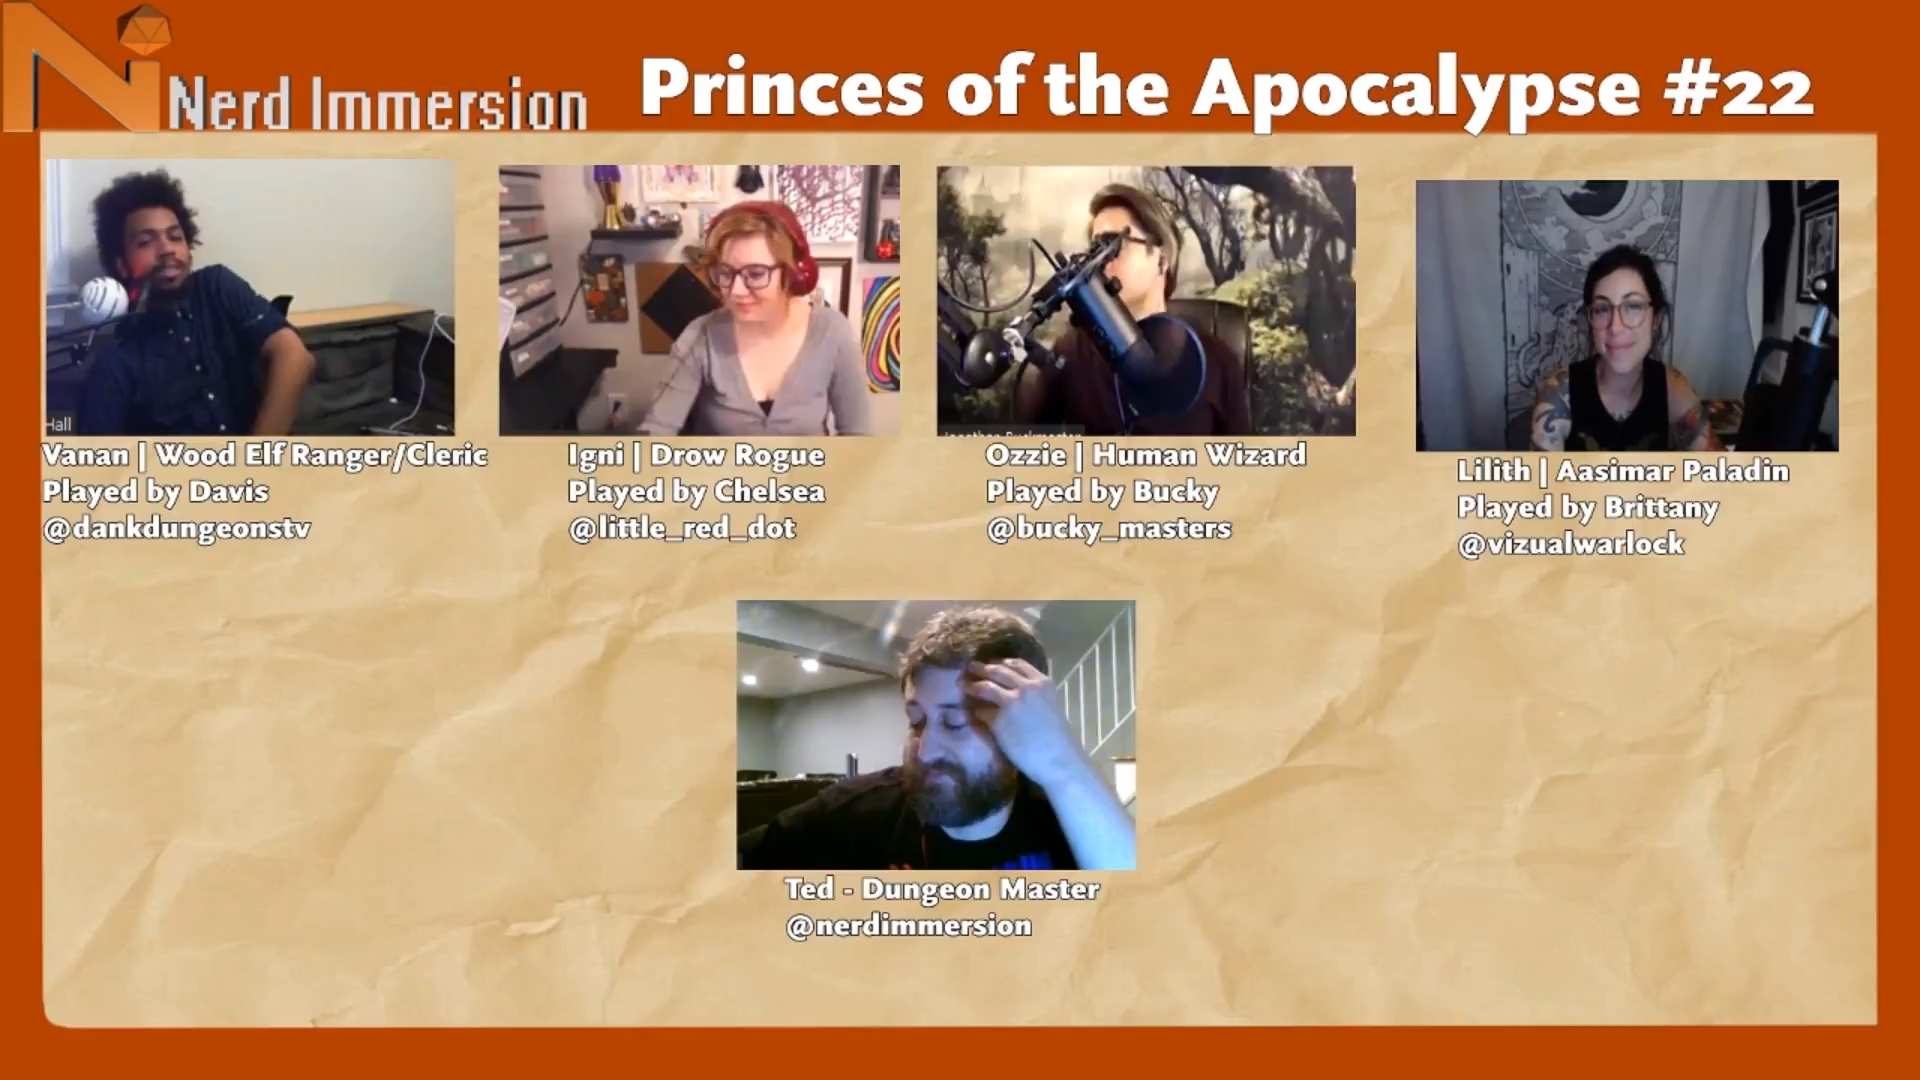 Nerd Immersion
Princes of the Apocalypse #22
Hall
Vanan | Wood Elf Ranger/Cleric
Played by Davis
@dankdungeonstv
Igni | Drow Rogue
Played by Chelsea
@little_red_dot
Ozzie | Human Wizard
Played by Bucky
@bucky_masters
Lilith | Aasimar Paladin
Played by Brittany
@vizualwarlock
Ted - Dungeon Master
@nerdimmersion